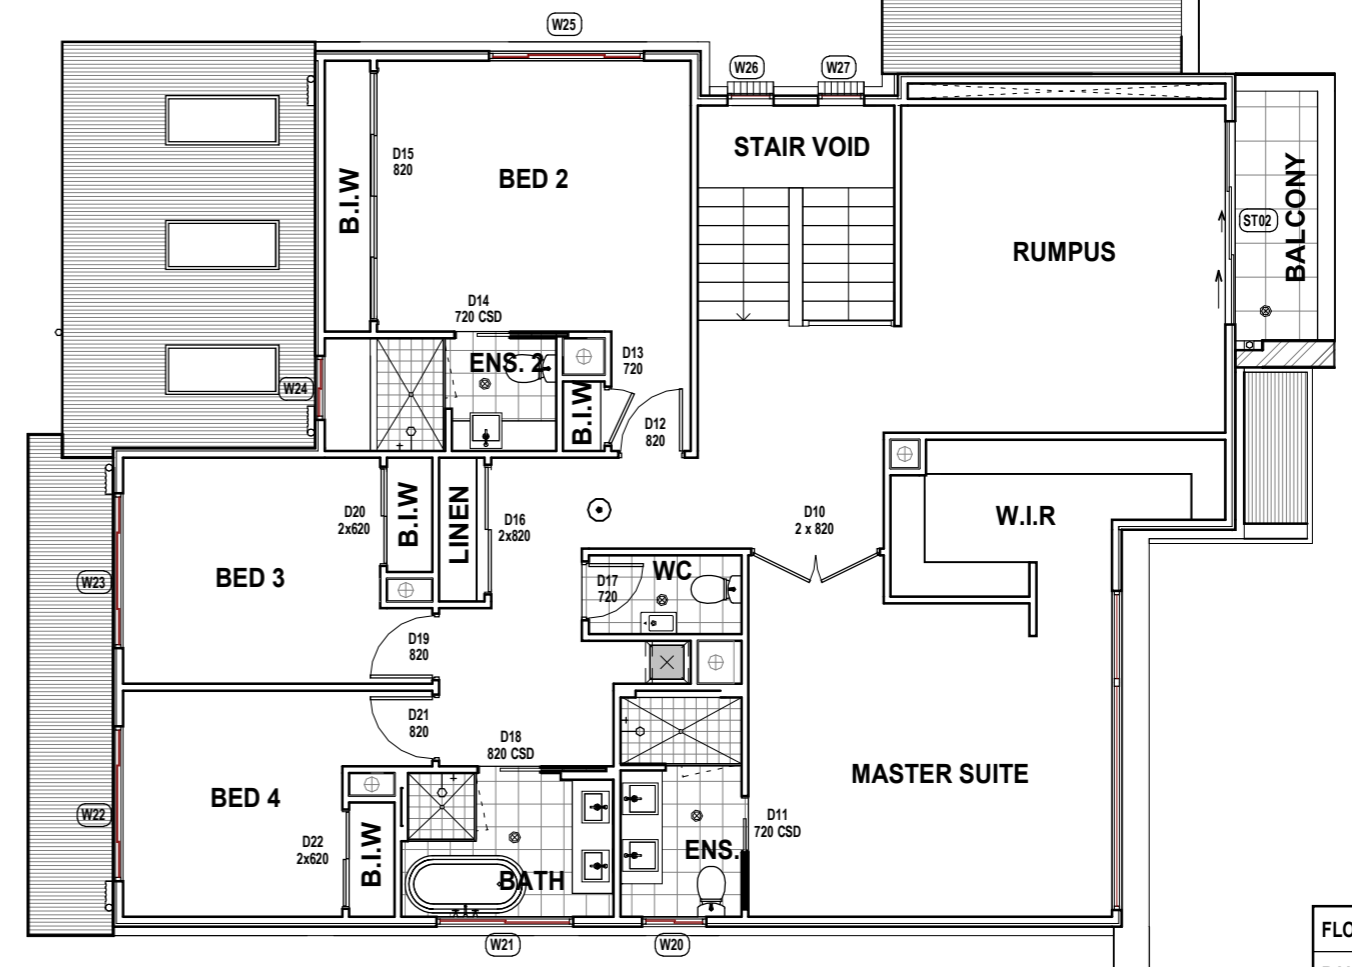 W25
W26
W27
STAIR VOID
D15
820
BED 2
B.I.W
BALCONY
ST02
RUMPUS
D14
720 CSD
ENS. 2
D13
720
W24
B.I.W
D12
820
D20
2x620
B.I.W
LINEN
D16
2x820
D10
2 x 820
W.I.R
W23
BED 3
D17
720
WC
D19
820
D21
820
D18
820 CSD
MASTER SUITE
W22
BED 4
D22
2x620
B.I.W
BATH
ENS.
D11
720 CSD
W21
W20
FLO